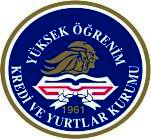 YÜKSEK ÖĞRENİM
KREDİ VE YURTLAR KURUMU
1961